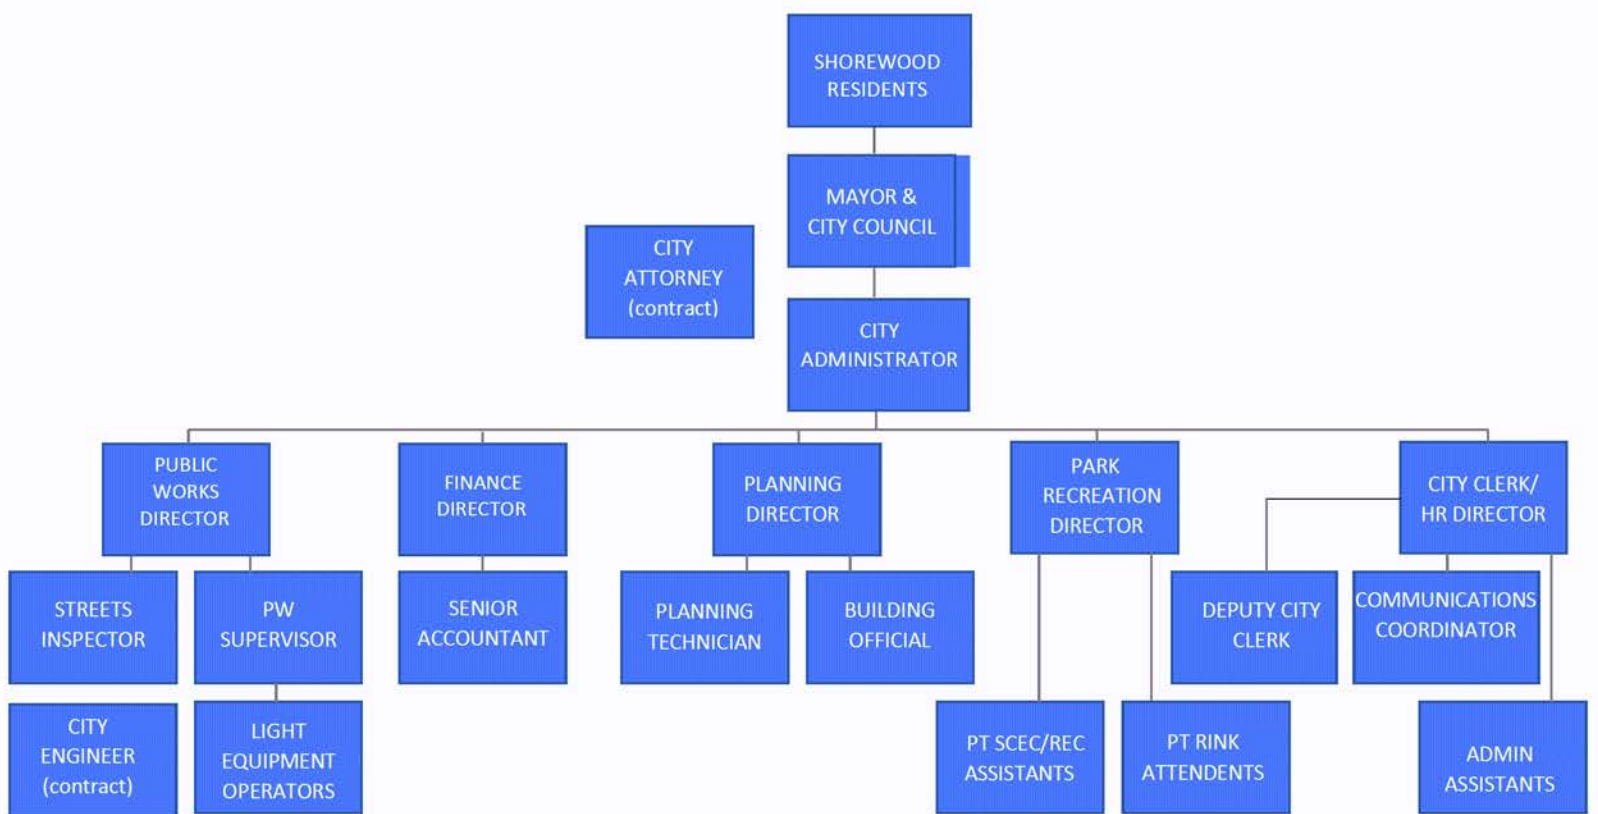 SHOREWOOD
RESIDENTS
MAYOR &
CITY COUNCIL
CITY
ATTORNEY
(contract)
CITY
ADMINISTRATOR
PUBLIC
WORKS
DIRECTOR
FINANCE
DIRECTOR
PLANNING
DIRECTOR
PARK
RECREATION
DIRECTOR
CITY CLERK/
HR DIRECTOR
STREETS
INSPECTOR
PW
SUPERVISOR
SENIOR
ACCOUNTANT
PLANNING
TECHNICIAN
BUILDING
OFFICIAL
DEPUTY CITY
CLERK
COMMUNICATIONS
COORDINATOR
CITY
ENGINEER
(contract)
LIGHT
EQUIPMENT
OPERATORS
PT SCEC/REC
ASSISTANTS
PT RINK
ATTENDENTS
ADMIN
ASSISTANTS